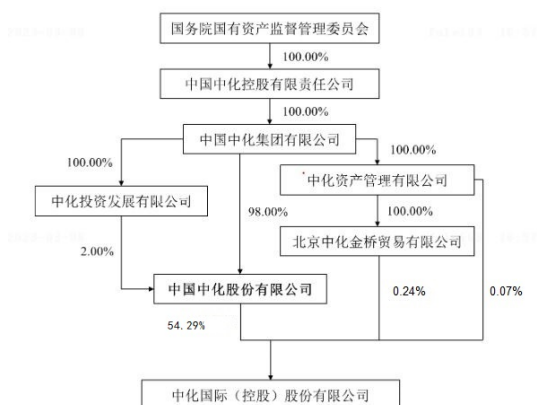 国务院国有资产监督管理委员会
100.00%
中国中化控股有限责任公司
100.00%
中国中化集团有限公司
100.00%
100.00%
中化资产管理有限公司
中化投资发展有限公司
98.00%
100.00%
北京中化金桥贸易有限公司
2.00%
中国中化股份有限公司
0.24%
0.07%
54.29%
中化国际（控股）股份有限公司